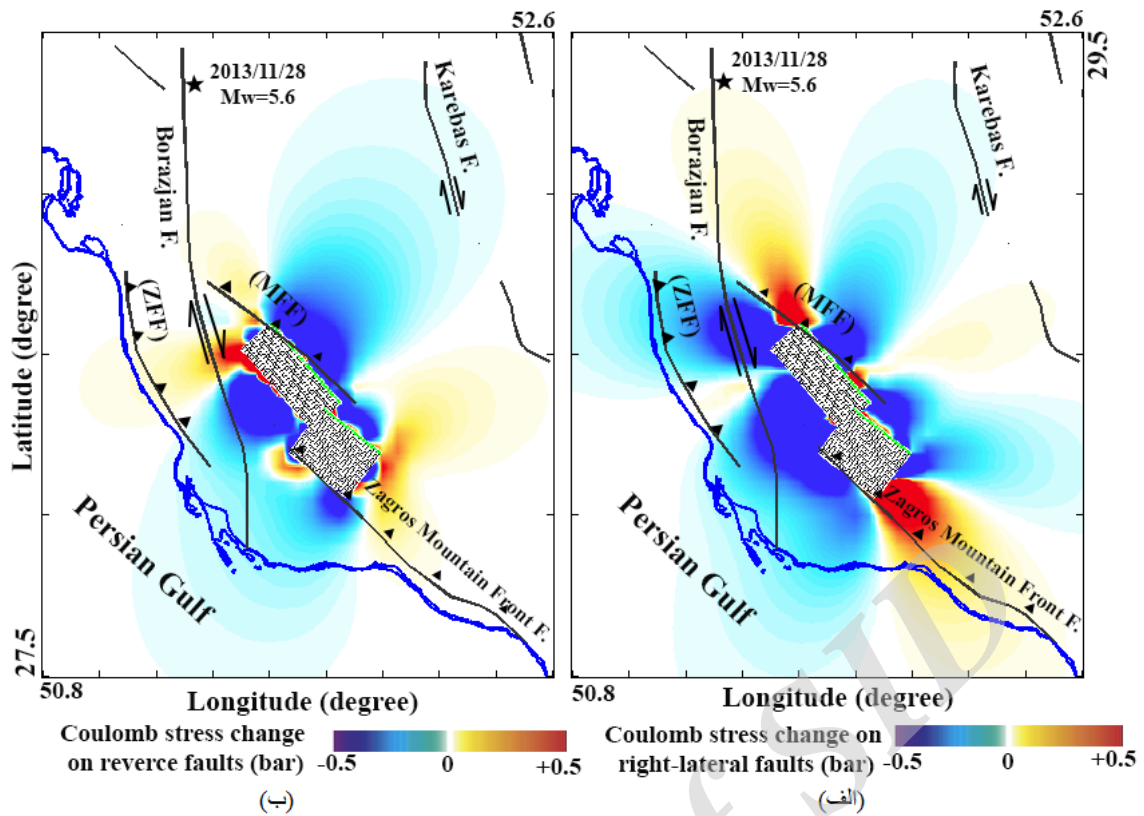 52.6
2013/11/28
Mw=5.6
Borazjan F.
Karebas F.
(ZFF)
(MFF)
Zagros Mountain Front F.
Persian Gulf
Latitude (degree)
27.5
50.8
Longitude (degree)
Coulomb stress change
on reverce faults (bar)
-0.5
0
+0.5
(ب)
52.6
29.5
2013/11/28
Mw=5.6
Borazjan F.
Karebas F.
(ZFF)
(MFF)
Zagros Mountain Front F.
Persian Gulf
50.8
Longitude (degree)
Coulomb stress change on
right-lateral faults (bar)
-0.5
0
+0.5
(الف)
f SID